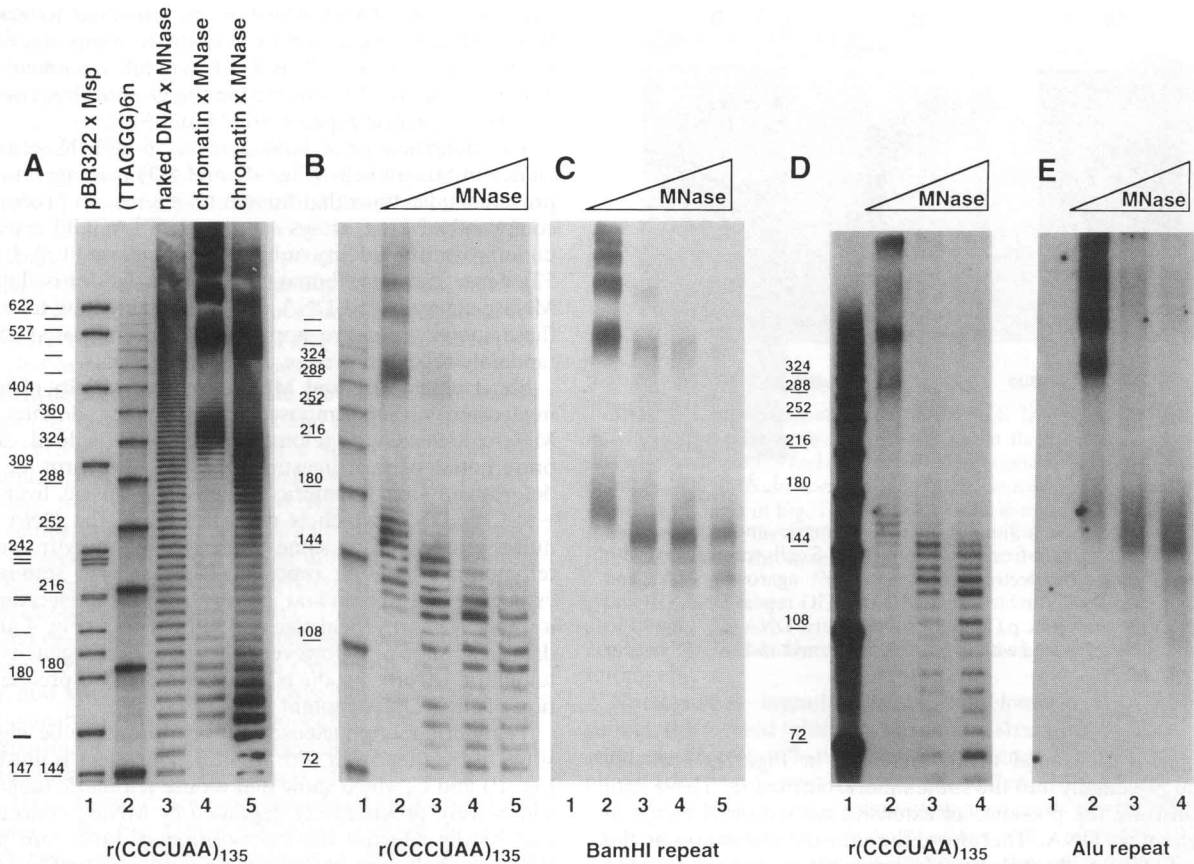 A
pBR322 x Msp
(TTAGGG)6n
naked DNA x MNase
chromatin x MNase
chromatin x MNase
B
MNase
C
MNase
D
MNase
E
MNase
622
527
404
309
242
180
147
360
324
288
252
216
180
144
324
288
252
216
180
144
108
72
324
288
252
216
180
144
108
72
1 2 3 4 5
1 2 3 4 5
1 2 3 4 5
1 2 3 4
1 2 3 4
r(CCCUAA)135
r(CCCUAA)135
BamHI repeat
r(CCCUAA)135
Alu repeat